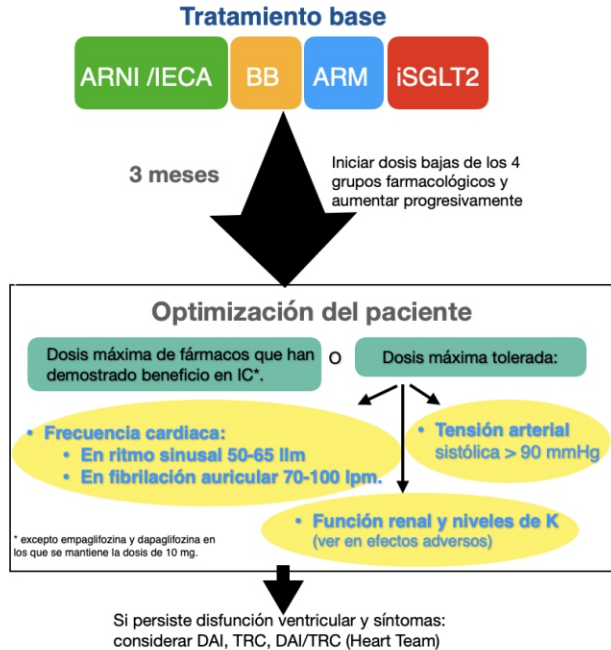 Tratamiento base
ARNI /IECA BB ARM iSGLT2
3 meses
Iniciar dosis bajas de los 4
grupos farmacológicos y
aumentar progresivamente
Optimización del paciente
Dosis máxima de fármacos que han
demostrado beneficio en IC*.
O
Dosis máxima tolerada:
• Frecuencia cardiaca:
• En ritmo sinusal 50-65 llm
• En fibrilación auricular 70-100 lpm.
• Tensión arterial
sistólica > 90 mmHg
• Función renal y niveles de K
(ver en efectos adversos)
* excepto empaglifozina y dapaglifozina en
los que se mantiene la dosis de 10 mg.
Si persiste disfunción ventricular y síntomas:
considerar DAI, TRC, DAI/TRC (Heart Team)